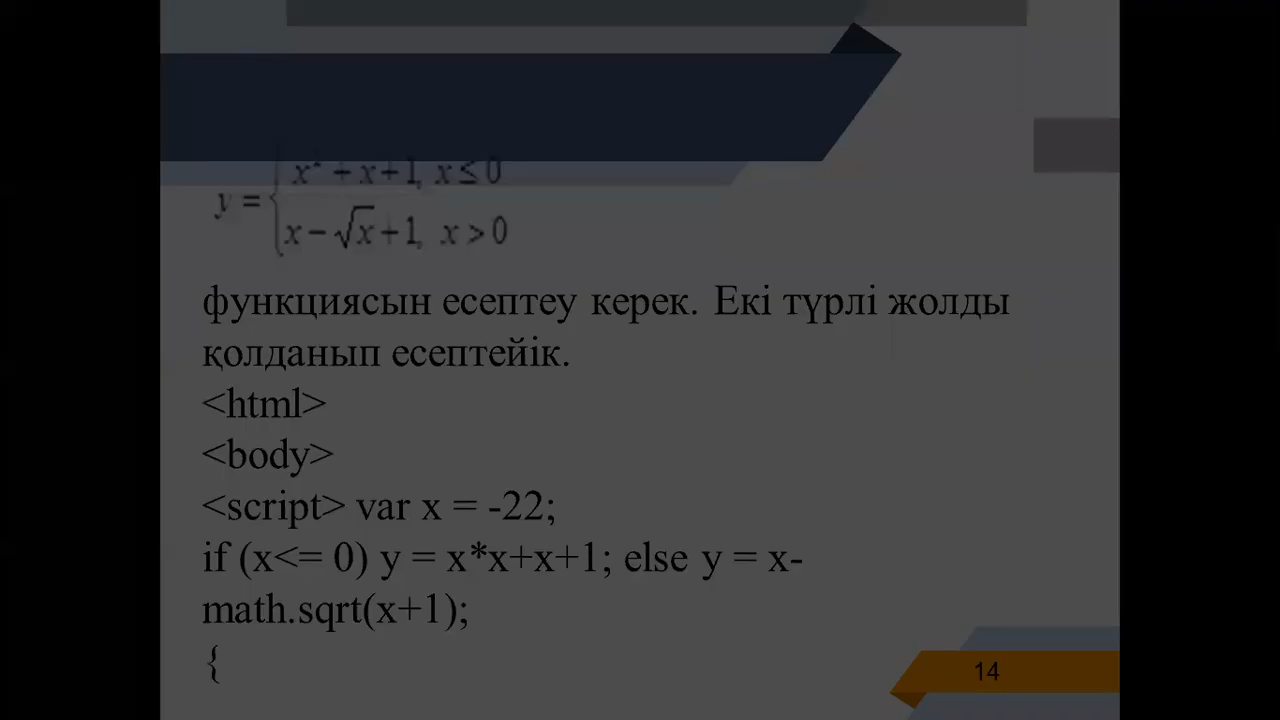 y = { x² + x + 1, x ≤ 0
x − √x + 1, x > 0
функциясын есептеу керек. Екі түрлі жолды
қолданып есептейік.
<html>
<body>
<script> var x = -22;
if (x<= 0) y = x*x+x+1; else y = x-
math.sqrt(x+1);
{
14